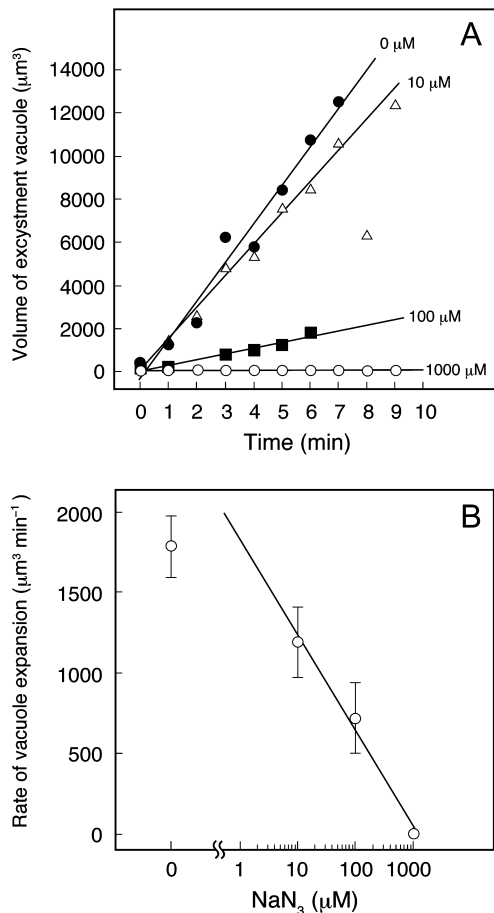 A
0 μM
10 μM
14000
12000
10000
8000
6000
4000
2000
0
Volume of excystment vacuole (μm³)
100 μM
1000 μM
0 1 2 3 4 5 6 7 8 9 10
Time (min)
B
2000
1500
1000
500
0
Rate of vacuole expansion (μm³ min⁻¹)
0 1 10 100 1000
NaN₃ (μM)